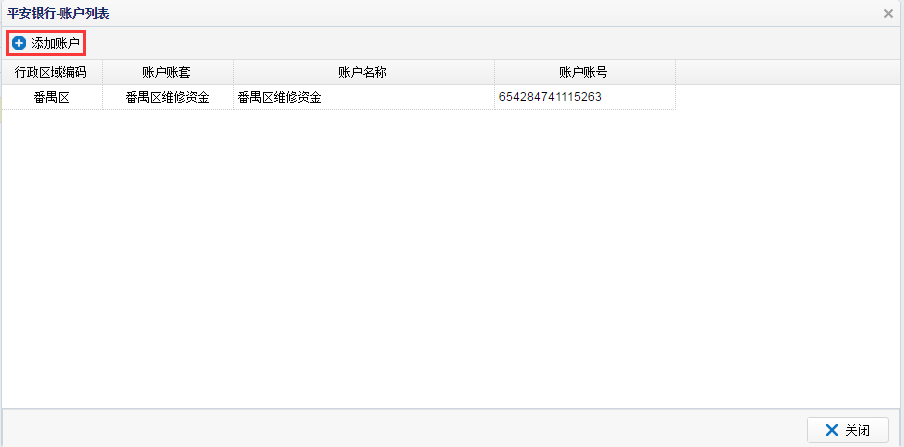 平安银行-账户列表
添加账户
行政区域编码 账户账套 账户名称 账户账号
番禺区 番禺区维修资金 番禺区维修资金 6542847411​15263
关闭